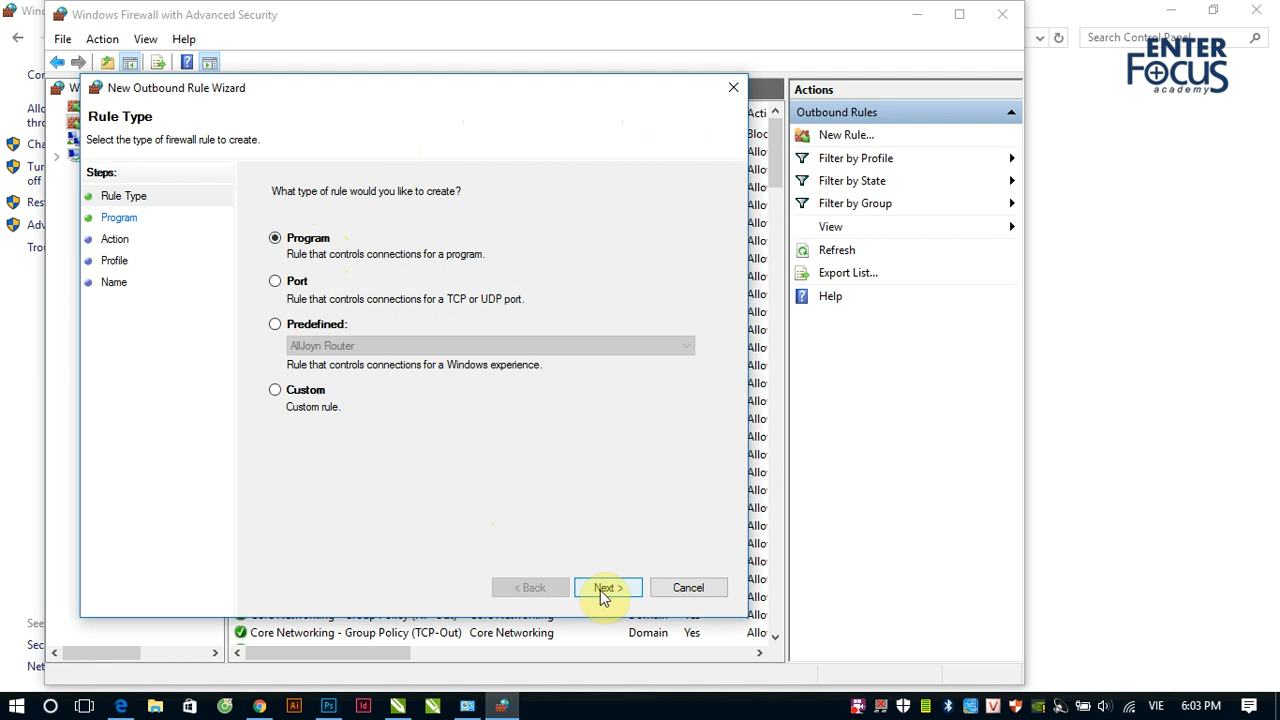 Windows Firewall with Advanced Security
File Action View Help
Search Control Panel
ENTER
FOCUS
academy
New Outbound Rule Wizard
Rule Type
Select the type of firewall rule to create.
Steps:
Rule Type
Program
Action
Profile
Name
What type of rule would you like to create?
Program
Rule that controls connections for a program.
Port
Rule that controls connections for a TCP or UDP port.
Predefined:
AllJoyn Router
Rule that controls connections for a Windows experience.
Custom
Custom rule.
< Back Next > Cancel
Core Networking - Group Policy (TCP-Out) Core Networking Domain Yes Allo
Actions
Outbound Rules
New Rule...
Filter by Profile
Filter by State
Filter by Group
View
Refresh
Export List...
Help
VIE 6:03 PM